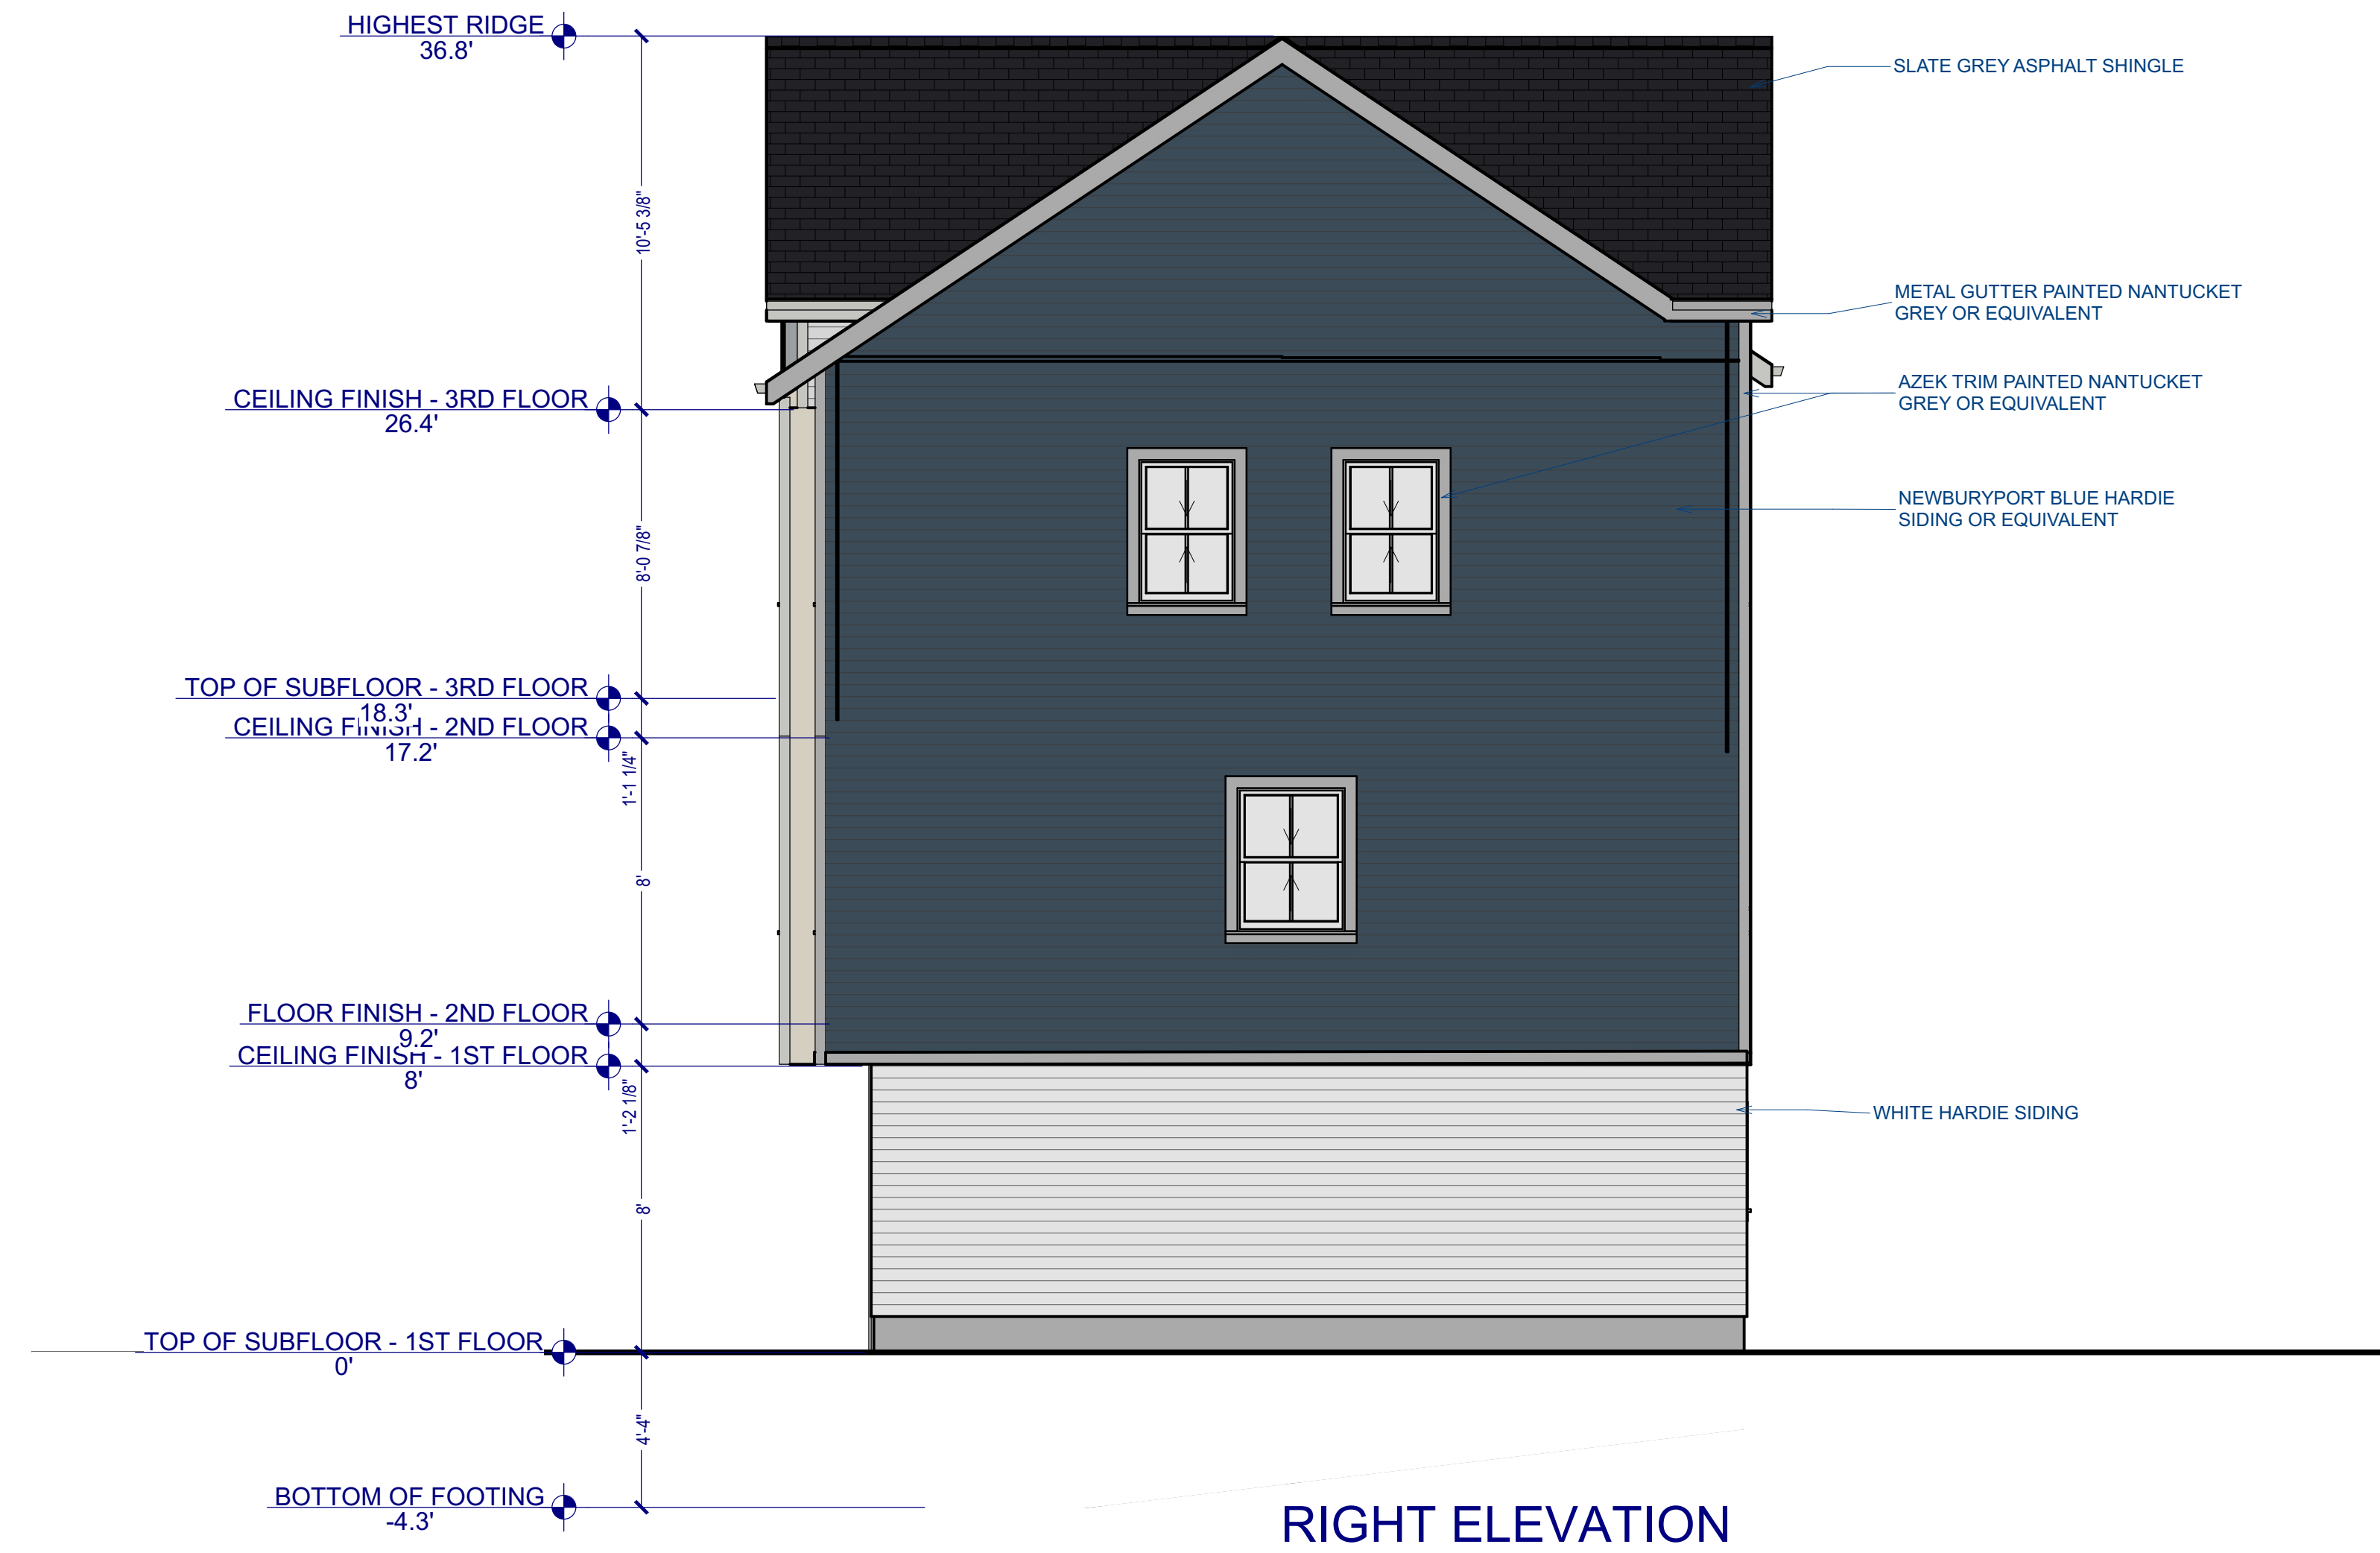 HIGHEST RIDGE
36.8'
SLATE GREY ASPHALT SHINGLE
10'-5 3/8"
METAL GUTTER PAINTED NANTUCKET
GREY OR EQUIVALENT
AZEK TRIM PAINTED NANTUCKET
GREY OR EQUIVALENT
CEILING FINISH - 3RD FLOOR
26.4'
NEWBURYPORT BLUE HARDIE
SIDING OR EQUIVALENT
8'-0 7/8"
TOP OF SUBFLOOR - 3RD FLOOR
18.3'
CEILING FINISH - 2ND FLOOR
17.2'
1'-1 1/4"
8'
FLOOR FINISH - 2ND FLOOR
9.2'
CEILING FINISH - 1ST FLOOR
8'
1'-2 1/8"
WHITE HARDIE SIDING
8'
TOP OF SUBFLOOR - 1ST FLOOR
0'
4'-4"
BOTTOM OF FOOTING
-4.3'
RIGHT ELEVATION